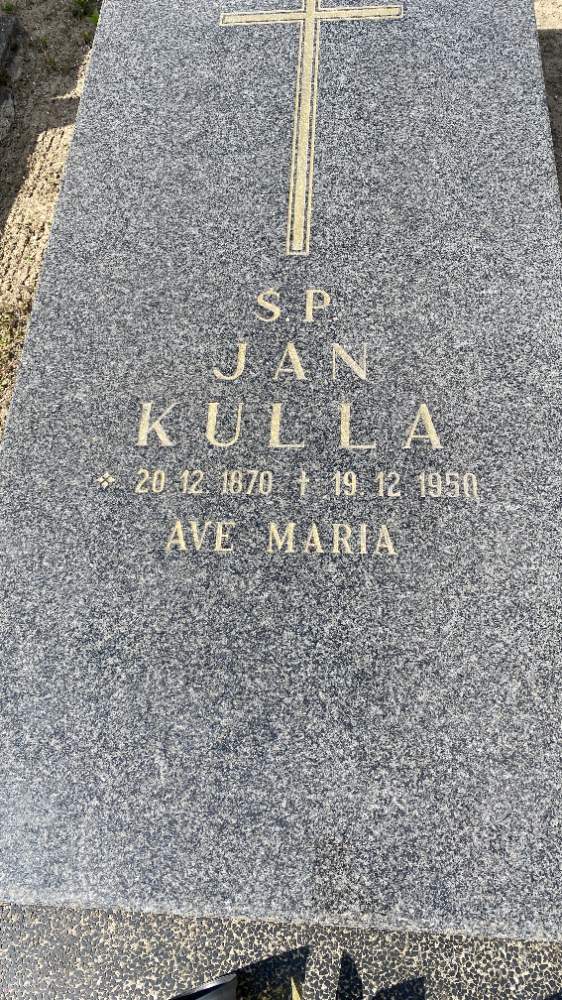 Ś.P.
JAN
KULLA
* 20.12.1870 † 19.12.1950
AVE MARIA